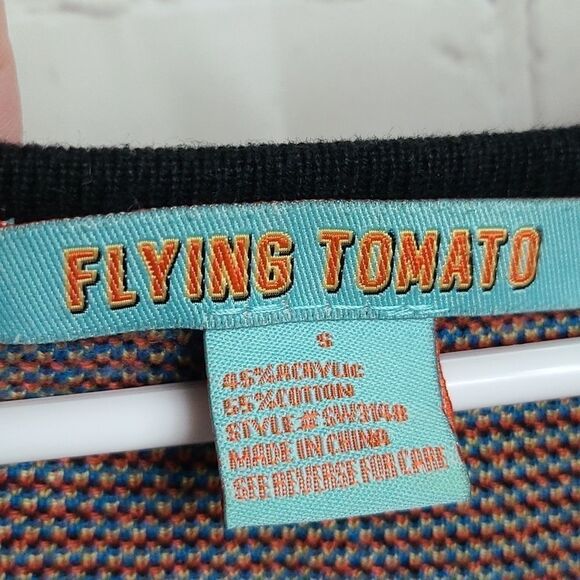 FLYING TOMATO
S
45%ACRYLIC
55%COTTON
STYLE#
MADE IN CHINA
SEE REVERSE FOR CARE